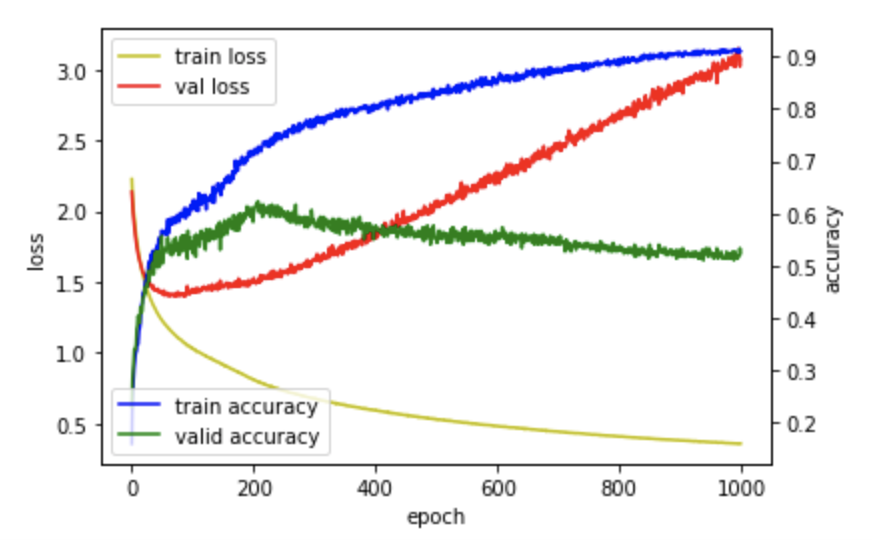 train loss
val loss
train accuracy
valid accuracy
3.0
2.5
2.0
1.5
1.0
0.5
loss
0.9
0.8
0.7
0.6
0.5
0.4
0.3
0.2
accuracy
0 200 400 600 800 1000
epoch